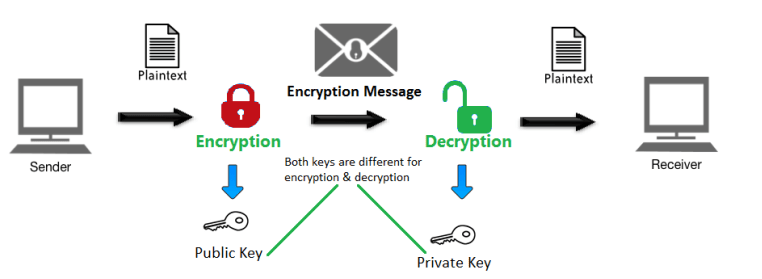 Plaintext
Plaintext
Encryption Message
Encryption
Decryption
Sender
Both keys are different for
encryption & decryption
Receiver
Public Key
Private Key